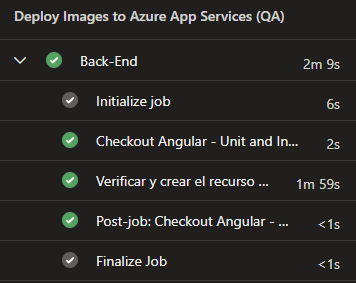 Deploy Images to Azure App Services (QA)
Back-End 2m 9s
Initialize job 6s
Checkout Angular - Unit and In... 2s
Verificar y crear el recurso ... 1m 59s
Post-job: Checkout Angular - ... <1s
Finalize Job <1s